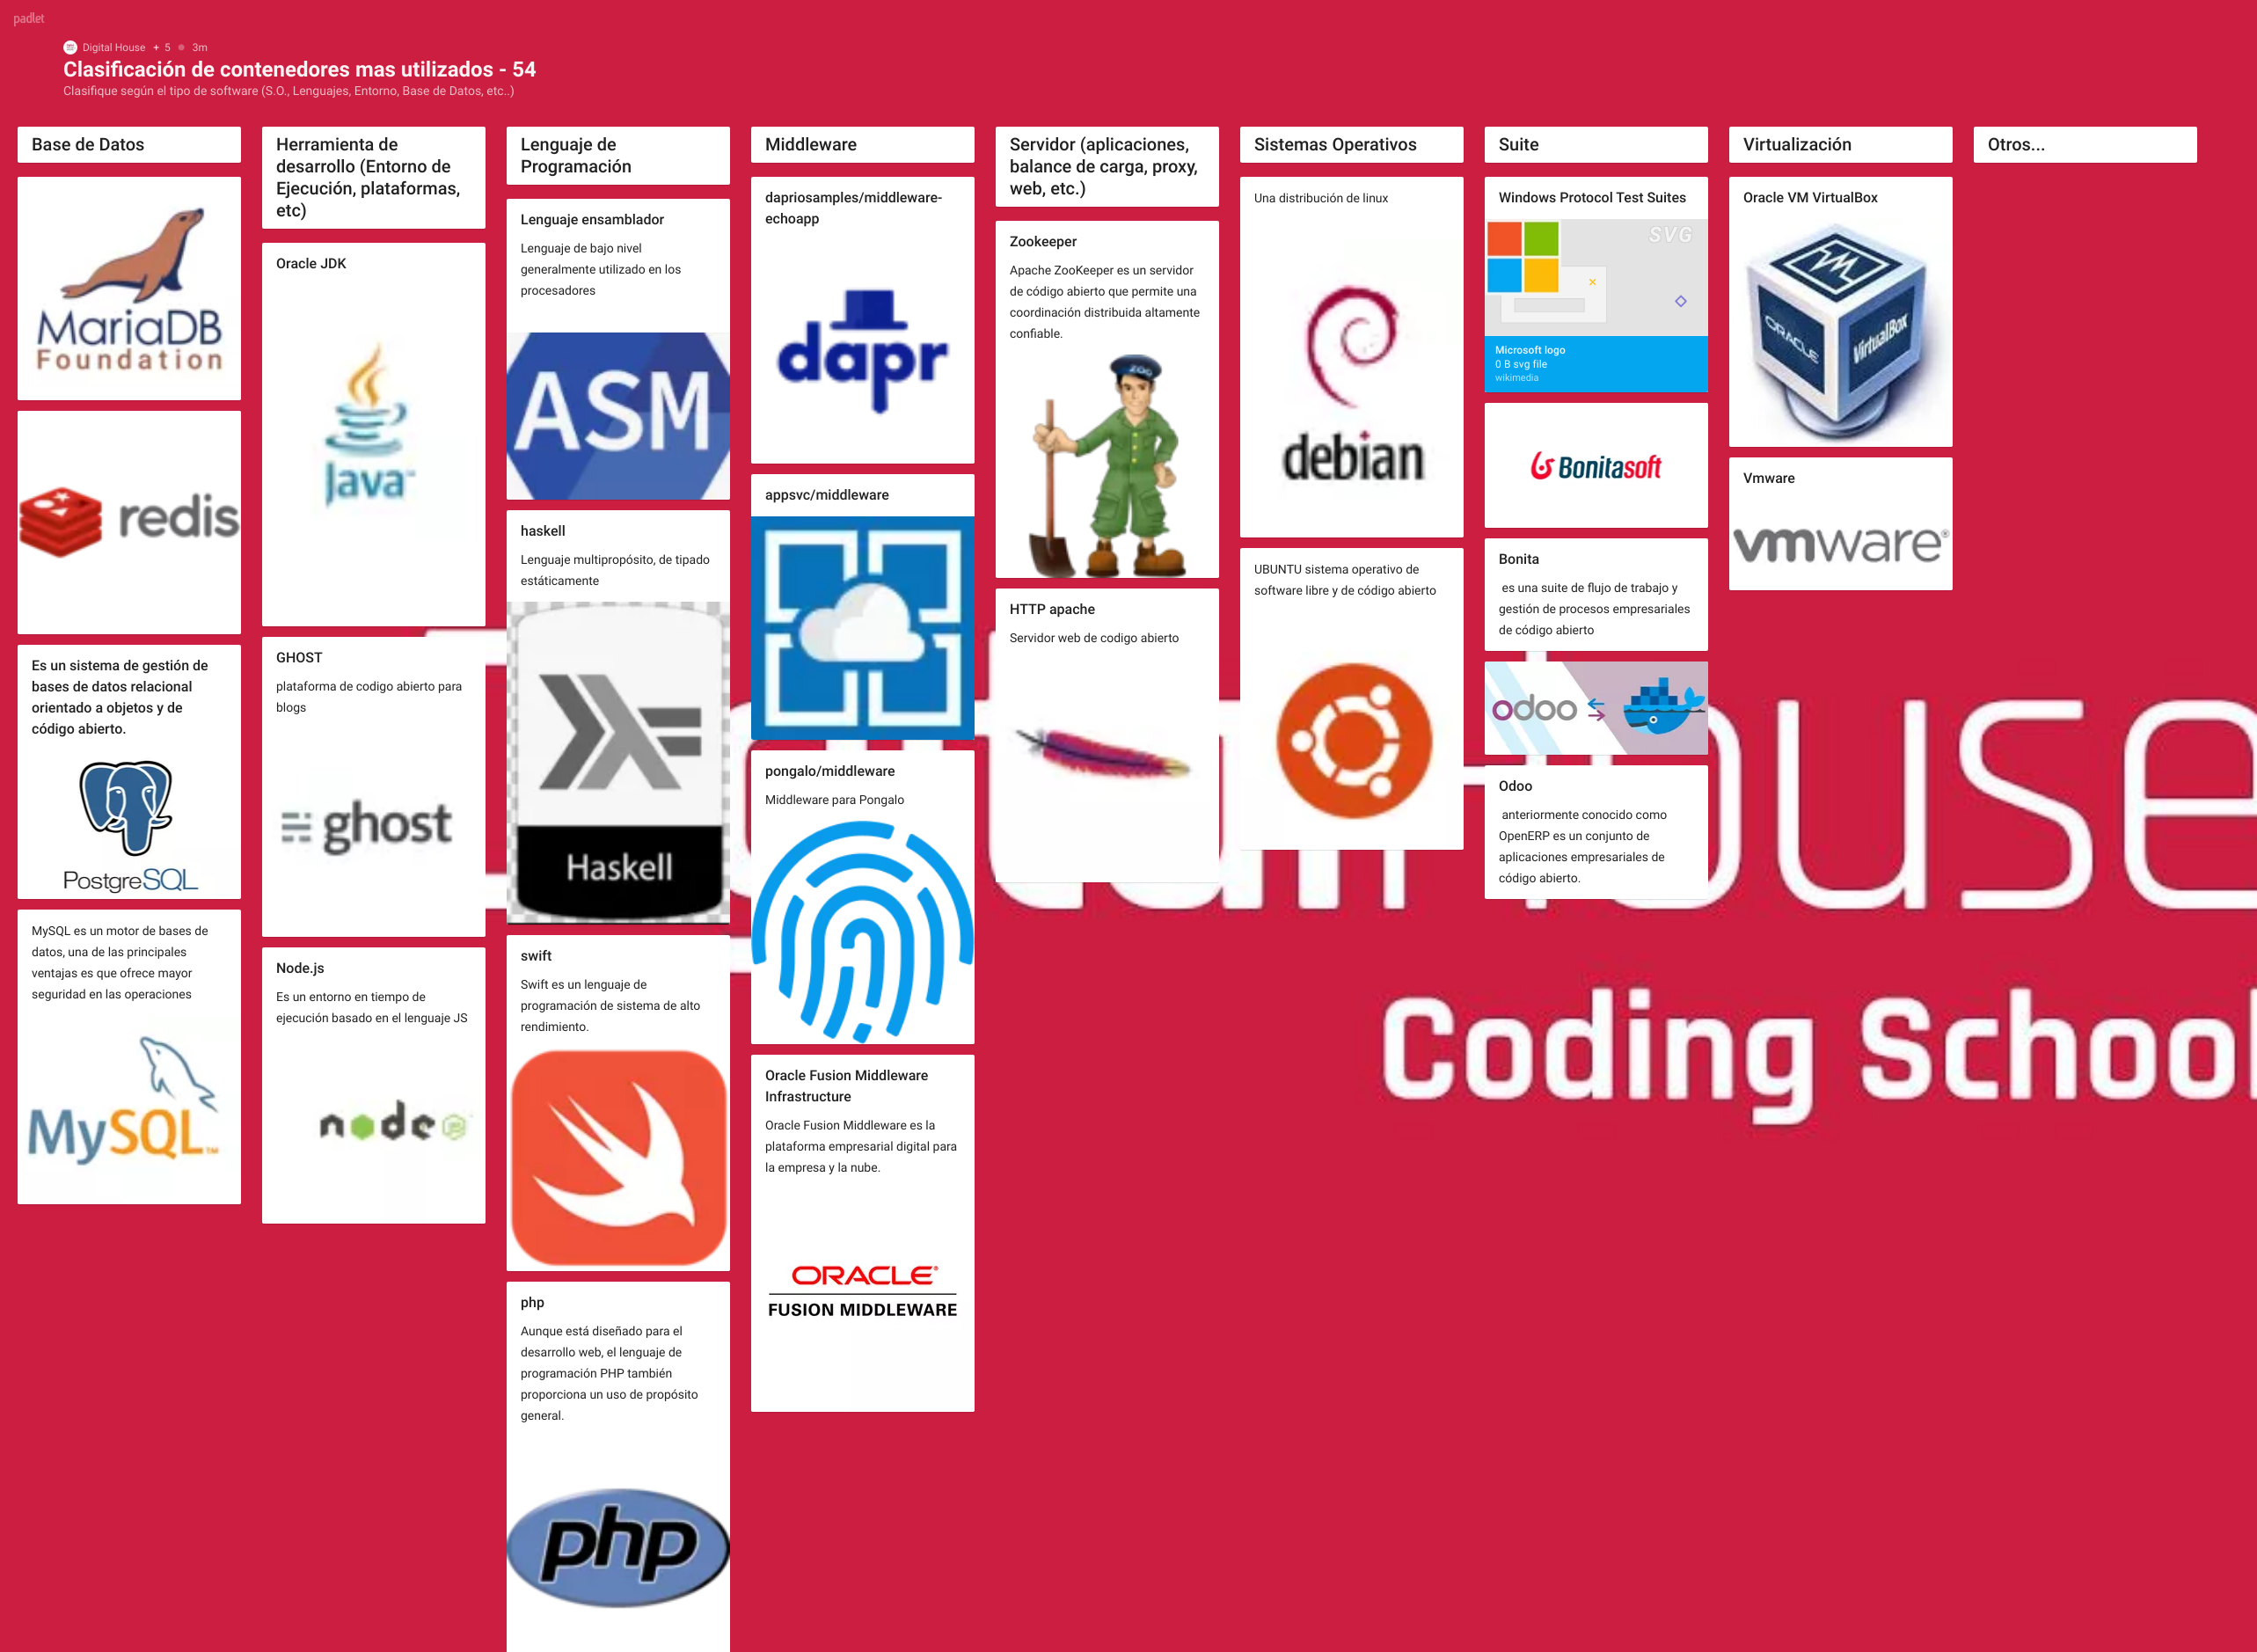 padlet
Digital House + 5 3m
Clasificación de contenedores mas utilizados - 54
Clasifique según el tipo de software (S.O., Lenguajes, Entorno, Base de Datos, etc..)
Base de Datos
MariaDB
Foundation
redis
Es un sistema de gestión de
bases de datos relacional
orientado a objetos y de
código abierto.
PostgreSQL
MySQL es un motor de bases de
datos, una de las principales
ventajas es que ofrece mayor
seguridad en las operaciones
MySQL™
Herramienta de
desarrollo (Entorno de
Ejecución, plataformas,
etc)
Oracle JDK
Java™
GHOST
plataforma de codigo abierto para
blogs
ghost
Node.js
Es un entorno en tiempo de
ejecución basado en el lenguaje JS
node
Lenguaje de
Programación
Lenguaje ensamblador
Lenguaje de bajo nivel
generalmente utilizado en los
procesadores
ASM
haskell
Lenguaje multipropósito, de tipado
estáticamente
Haskell
swift
Swift es un lenguaje de
programación de sistema de alto
rendimiento.
php
Aunque está diseñado para el
desarrollo web, el lenguaje de
programación PHP también
proporciona un uso de propósito
general.
php
Middleware
dapriosamples/middleware-
echoapp
dapr
appsvc/middleware
pongalo/middleware
Middleware para Pongalo
Oracle Fusion Middleware
Infrastructure
Oracle Fusion Middleware es la
plataforma empresarial digital para
la empresa y la nube.
ORACLE®
FUSION MIDDLEWARE
Servidor (aplicaciones,
balance de carga, proxy,
web, etc.)
Zookeeper
Apache ZooKeeper es un servidor
de código abierto que permite una
coordinación distribuida altamente
confiable.
ZOO
HTTP apache
Servidor web de codigo abierto
Sistemas Operativos
Una distribución de linux
debian
UBUNTU sistema operativo de
software libre y de código abierto
Suite
Windows Protocol Test Suites
SVG
Microsoft logo
0 B svg file
wikimedia
Bonitasoft
Bonita
es una suite de flujo de trabajo y
gestión de procesos empresariales
de código abierto
odoo
Odoo
anteriormente conocido como
OpenERP es un conjunto de
aplicaciones empresariales de
código abierto.
Virtualización
Oracle VM VirtualBox
ORACLE
VirtualBox
Vmware
vmware®
Otros...
Coding School